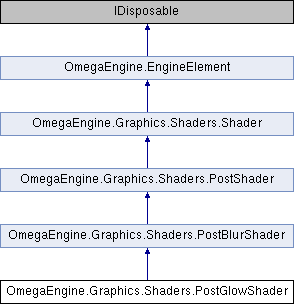 IDisposable
OmegaEngine.EngineElement
OmegaEngine.Graphics.Shaders.Shader
OmegaEngine.Graphics.Shaders.PostShader
OmegaEngine.Graphics.Shaders.PostBlurShader
OmegaEngine.Graphics.Shaders.PostGlowShader